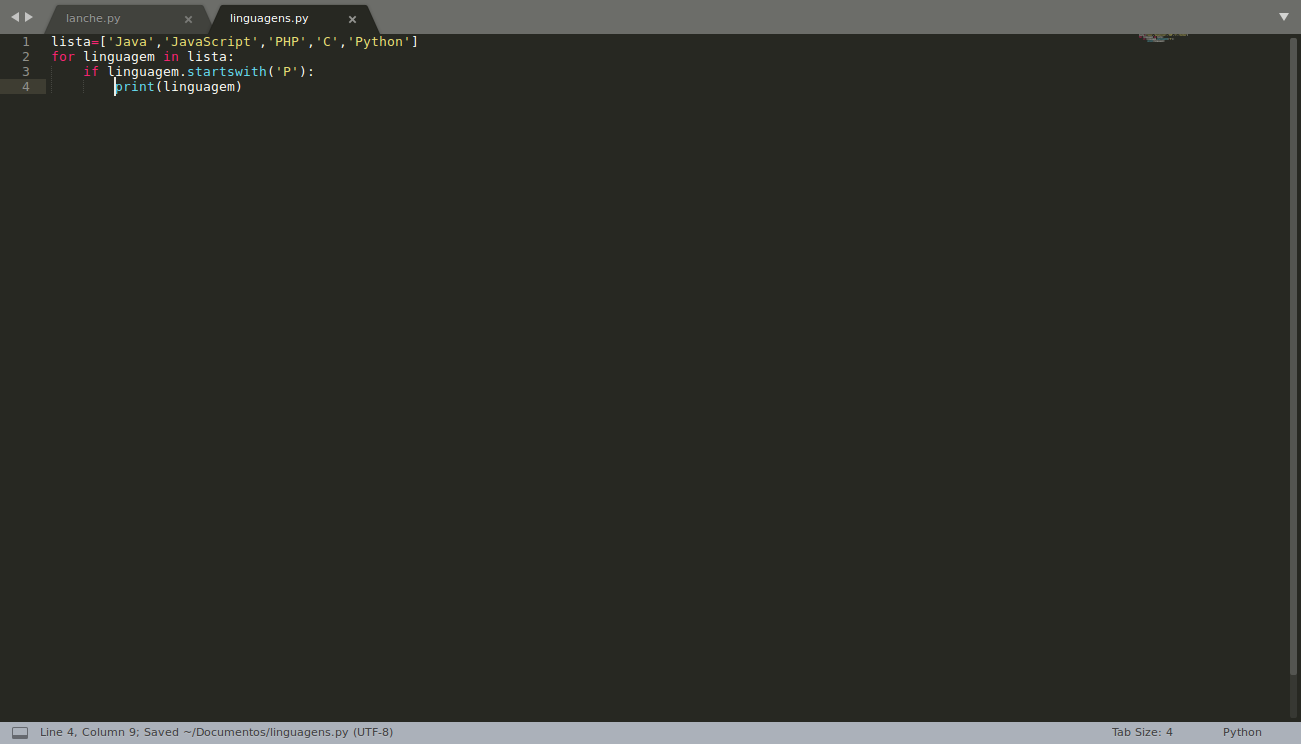 lanche.py × linguagens.py ×
1 lista=['Java','JavaScript','PHP','C','Python']
2 for linguagem in lista:
3     if linguagem.startswith('P'):
4         print(linguagem)
Line 4, Column 9; Saved ~/Documentos/linguagens.py (UTF-8) Tab Size: 4 Python